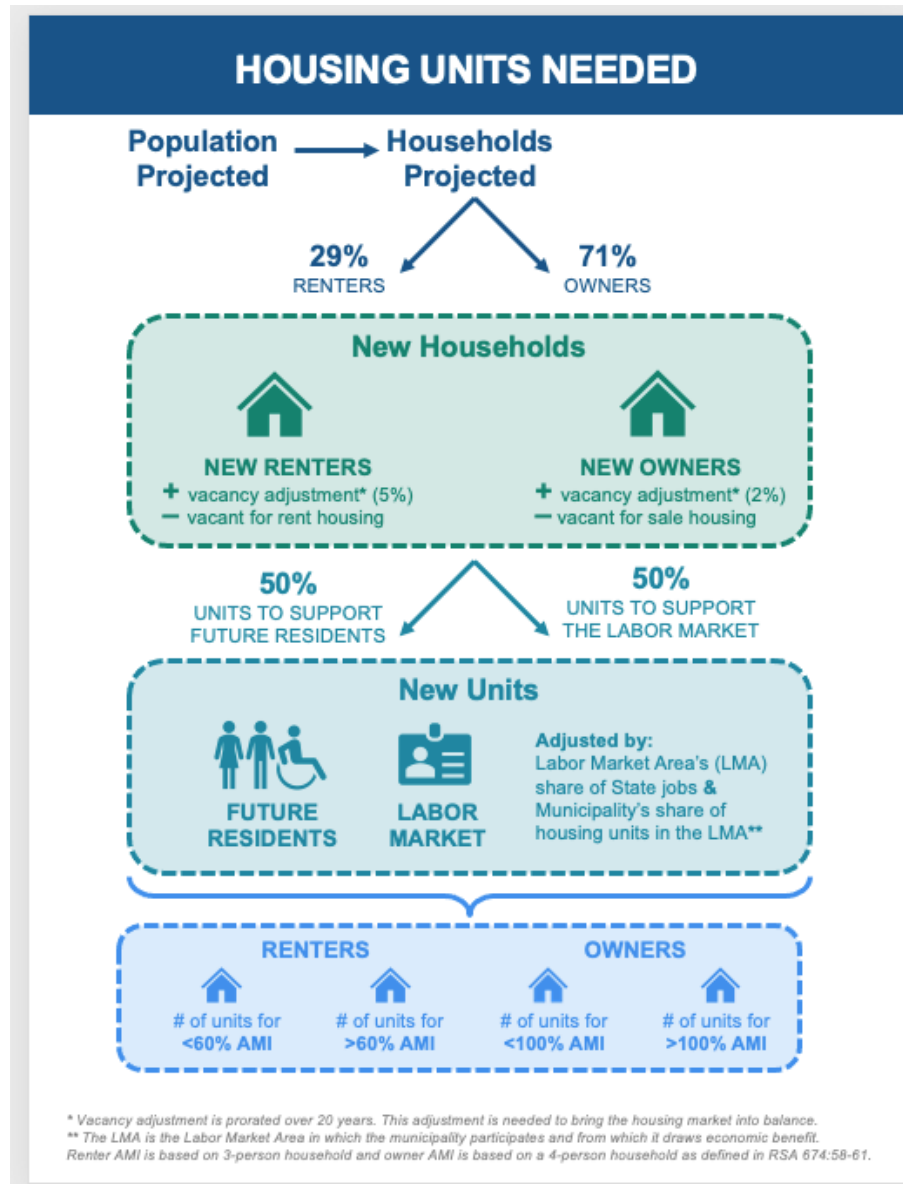 HOUSING UNITS NEEDED
Population
Projected
Households
Projected
29%
RENTERS
71%
OWNERS
New Households
NEW RENTERS
+ vacancy adjustment* (5%)
− vacant for rent housing
NEW OWNERS
+ vacancy adjustment* (2%)
− vacant for sale housing
50%
UNITS TO SUPPORT
FUTURE RESIDENTS
50%
UNITS TO SUPPORT
THE LABOR MARKET
New Units
FUTURE
RESIDENTS
LABOR
MARKET
Adjusted by:
Labor Market Area's (LMA)
share of State jobs &
Municipality's share of
housing units in the LMA**
RENTERS
# of units for
<60% AMI
# of units for
>60% AMI
OWNERS
# of units for
<100% AMI
# of units for
>100% AMI
* Vacancy adjustment is prorated over 20 years. This adjustment is needed to bring the housing market into balance.
** The LMA is the Labor Market Area in which the municipality participates and from which it draws economic benefit.
Renter AMI is based on 3-person household and owner AMI is based on a 4-person household as defined in RSA 674:58-61.